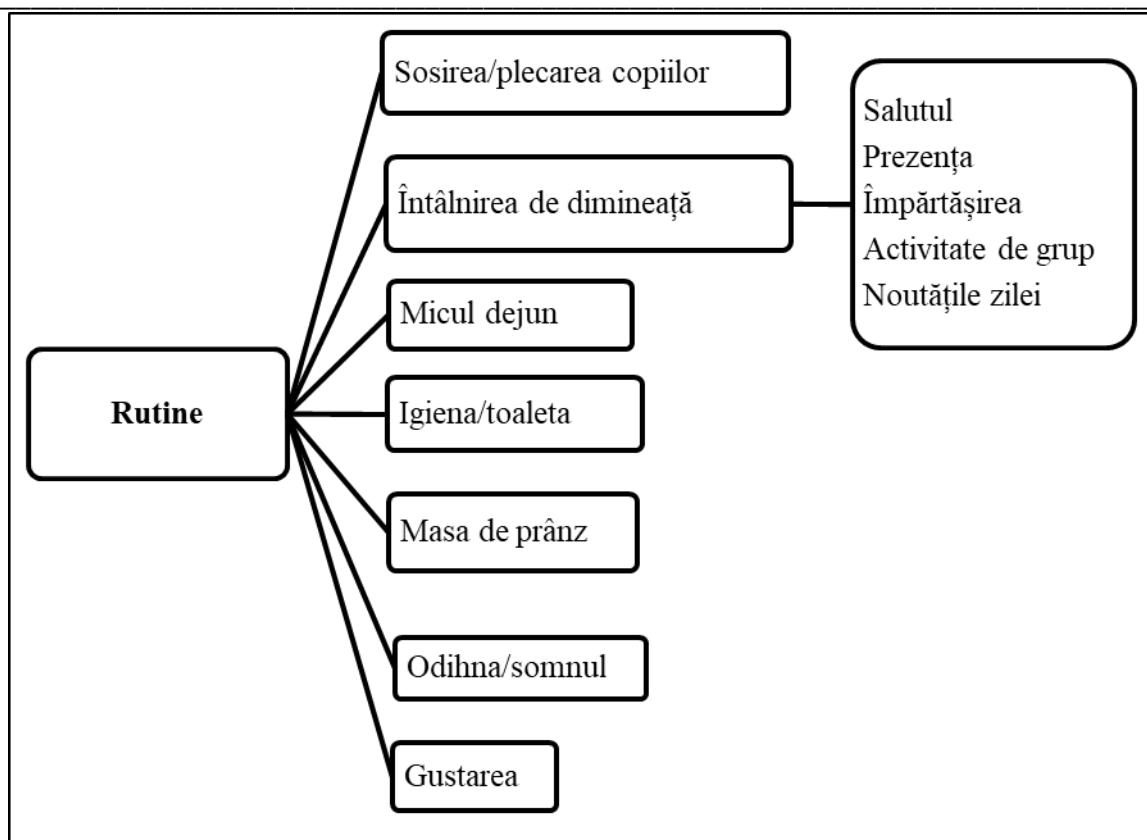 Sosirea/plecarea copiilor
Întâlnirea de dimineață
Salutul
Prezența
Împărtășirea
Activitate de grup
Noutățile zilei
Micul dejun
Rutine
Igiena/toaleta
Masa de prânz
Odihna/somnul
Gustarea